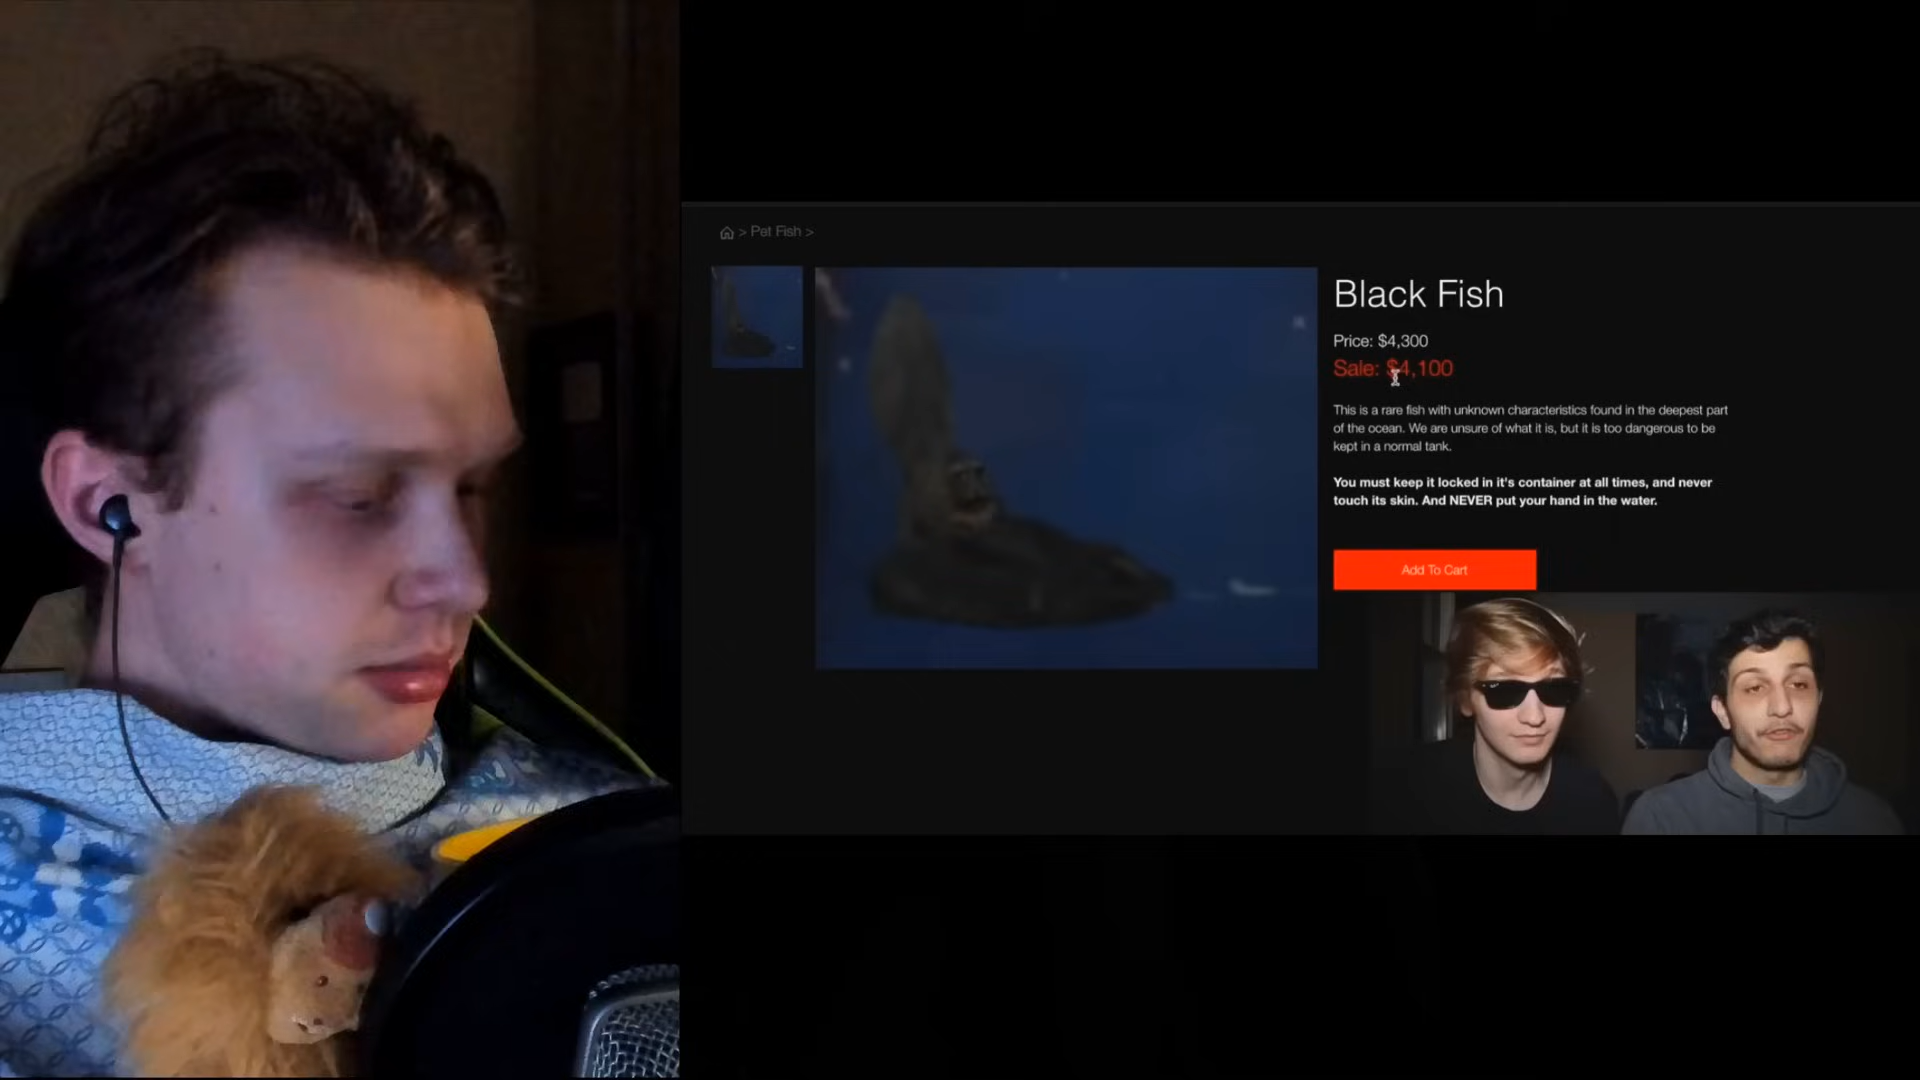 > Pet Fish >
Black Fish
Price: $4,300
Sale: $4,100
This is a rare fish with unknown characteristics found in the deepest part
of the ocean. We are unsure of what it is, but it is too dangerous to be
kept in a normal tank.
You must keep it locked in it's container at all times, and never
touch its skin. And NEVER put your hand in the water.
Add To Cart